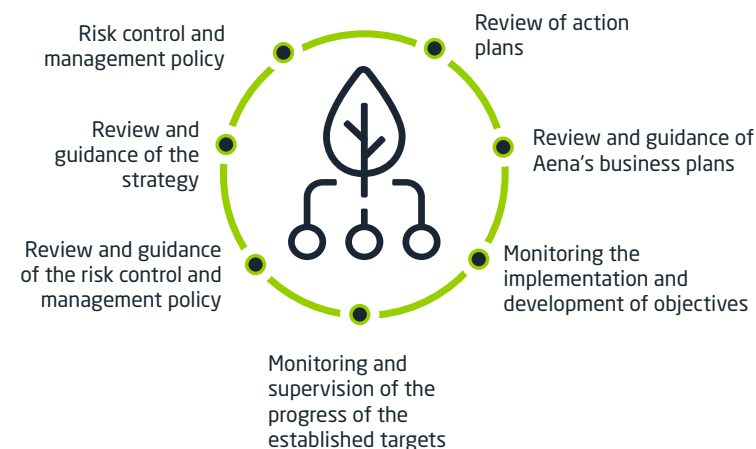 Risk control and
management policy
Review of action
plans
Review and
guidance of the
strategy
Review and guidance of
Aena's business plans
Review and guidance
of the risk control and
management policy
Monitoring the
implementation and
development of objectives
Monitoring and
supervision of the
progress of the
established targets